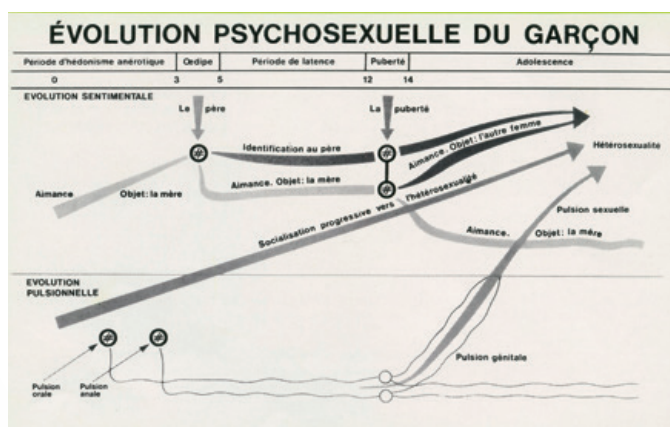 ÉVOLUTION PSYCHOSEXUELLE DU GARÇON
Période d'hédonisme anérotique
Œdipe
Période de latence
Puberté
Adolescence
0
3
5
12
14
EVOLUTION SENTIMENTALE
Le père
La puberté
Identification au père
Aimance. Objet: l'autre femme
Hétérosexualité
Aimance
Objet: la mère
Aimance. Objet: la mère
Socialisation progressive vers l'hétérosexualité
Pulsion sexuelle
Aimance. Objet: la mère
EVOLUTION
PULSIONNELLE
Pulsion génitale
Pulsion
orale
Pulsion
anale